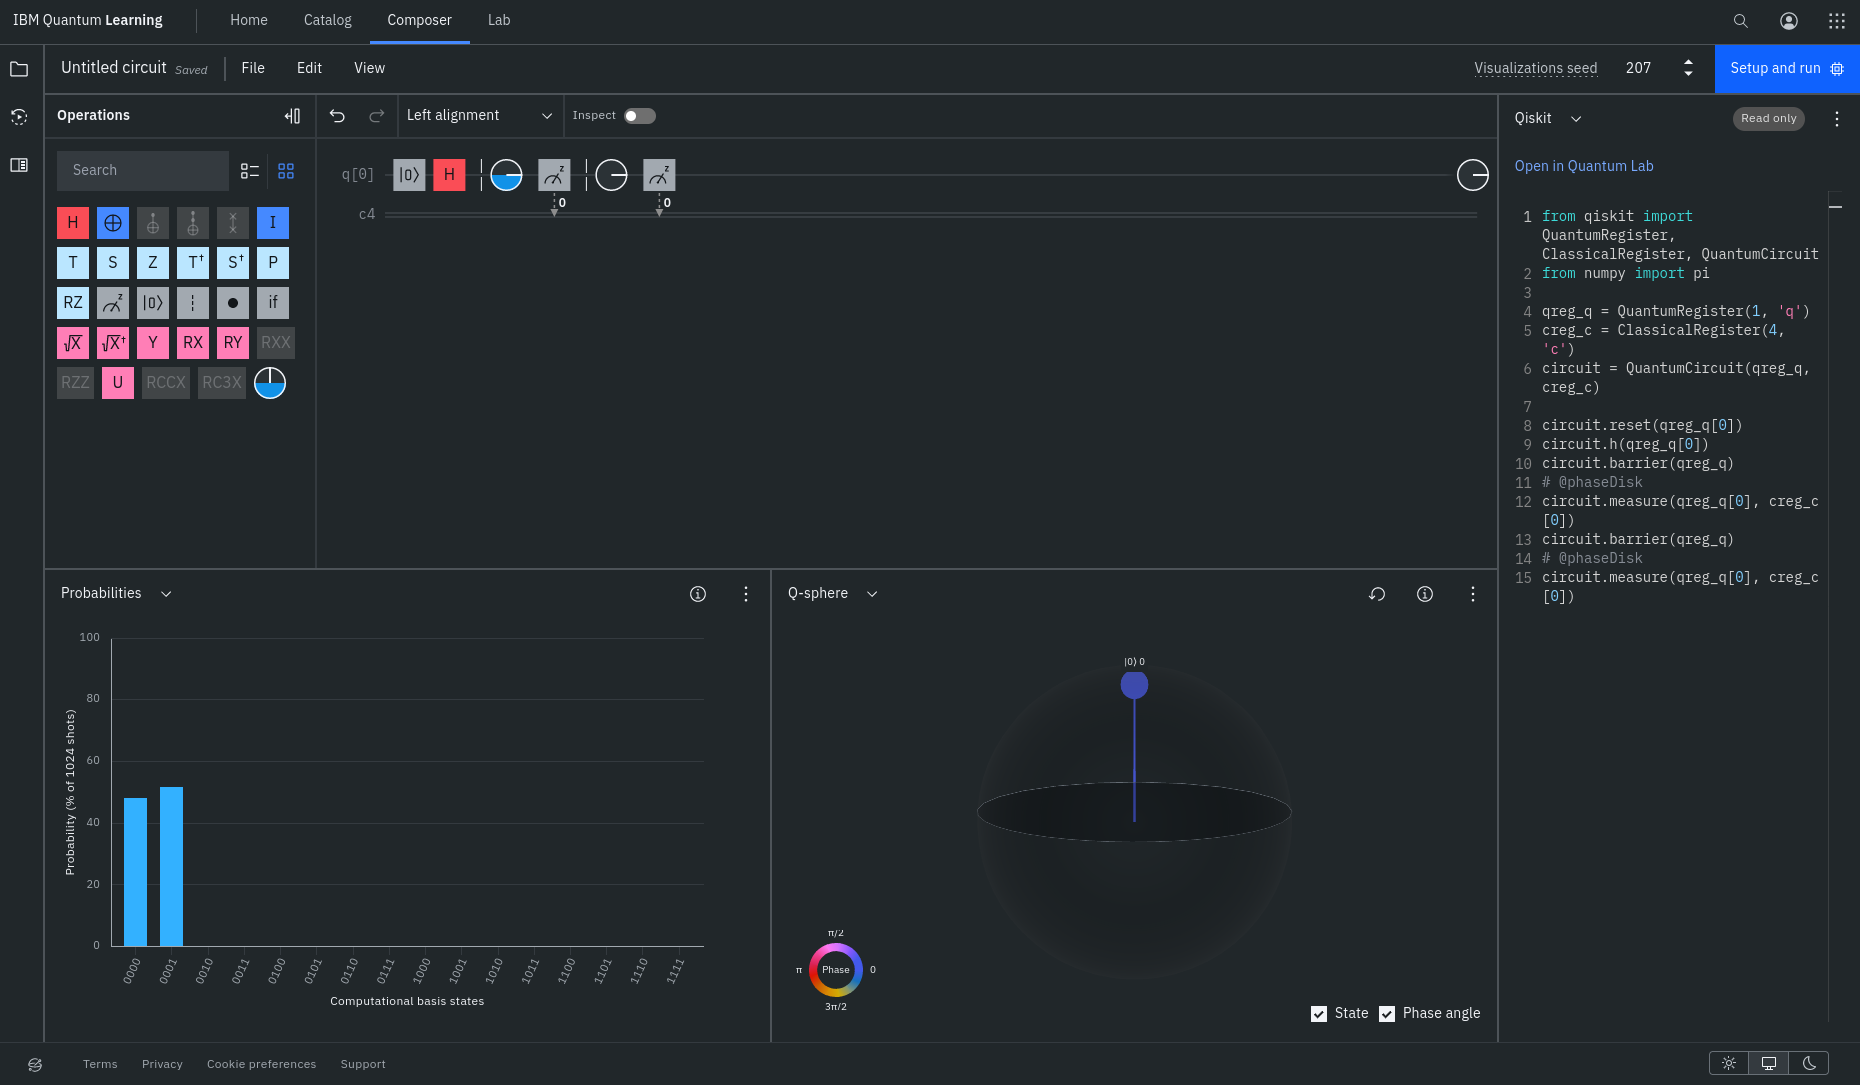 IBM Quantum Learning
Home
Catalog
Composer
Lab
Untitled circuit Saved
File
Edit
View
Visualizations seed
207
Setup and run
Operations
Left alignment
Inspect
Search
H
I
T
S
Z
T†
S†
P
RZ
z
|0⟩
if
√X
√X†
Y
RX
RY
RXX
RZZ
U
RCCX
RC3X
q[0]
|0⟩
H
z
z
0
0
c4
Qiskit
Read only
Open in Quantum Lab
1 from qiskit import
QuantumRegister,
ClassicalRegister, QuantumCircuit
2 from numpy import pi
3
4 qreg_q = QuantumRegister(1, 'q')
5 creg_c = ClassicalRegister(4,
'c')
6 circuit = QuantumCircuit(qreg_q,
creg_c)
7
8 circuit.reset(qreg_q[0])
9 circuit.h(qreg_q[0])
10 circuit.barrier(qreg_q)
11 # @phaseDisk
12 circuit.measure(qreg_q[0], creg_c
[0])
13 circuit.barrier(qreg_q)
14 # @phaseDisk
15 circuit.measure(qreg_q[0], creg_c
[0])
Probabilities
Probability (% of 1024 shots)
100
80
60
40
20
0
0000
0001
0010
0011
0100
0101
0110
0111
1000
1001
1010
1011
1100
1101
1110
1111
Computational basis states
Q-sphere
|0⟩ 0
π/2
π
Phase
0
3π/2
State
Phase angle
Terms
Privacy
Cookie preferences
Support